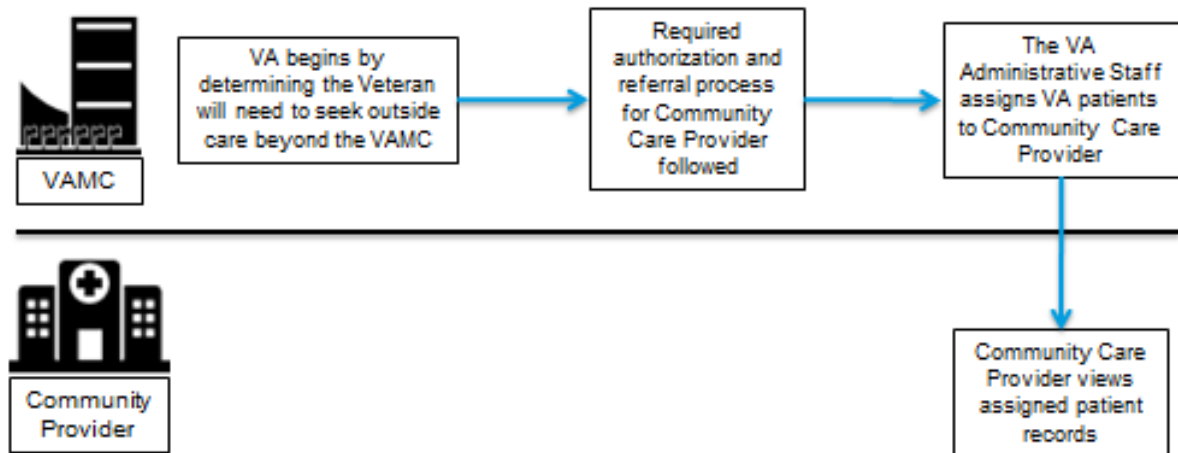 VA begins by
determining the Veteran
will need to seek outside
care beyond the VAMC
Required
authorization and
referral process
for Community
Care Provider
followed
The VA
Administrative Staff
assigns VA patients
to Community Care
Provider
VAMC
Community
Provider
Community Care
Provider views
assigned patient
records